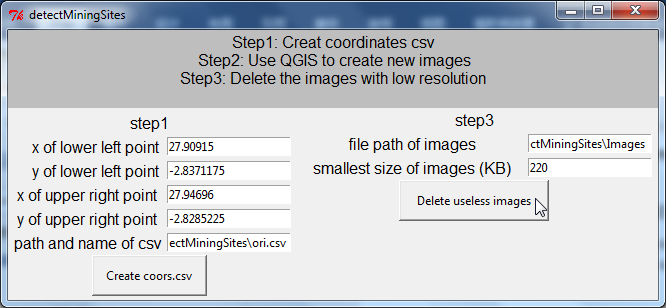 detectMiningSites
Step1: Creat coordinates csv
Step2: Use QGIS to create new images
Step3: Delete the images with low resolution
step1
x of lower left point 27.90915
y of lower left point -2.8371175
x of upper right point 27.94696
y of upper right point -2.8285225
path and name of csv ectMiningSites\ori.csv
Create coors.csv
step3
file path of images ctMiningSites\Images
smallest size of images (KB) 220
Delete useless images